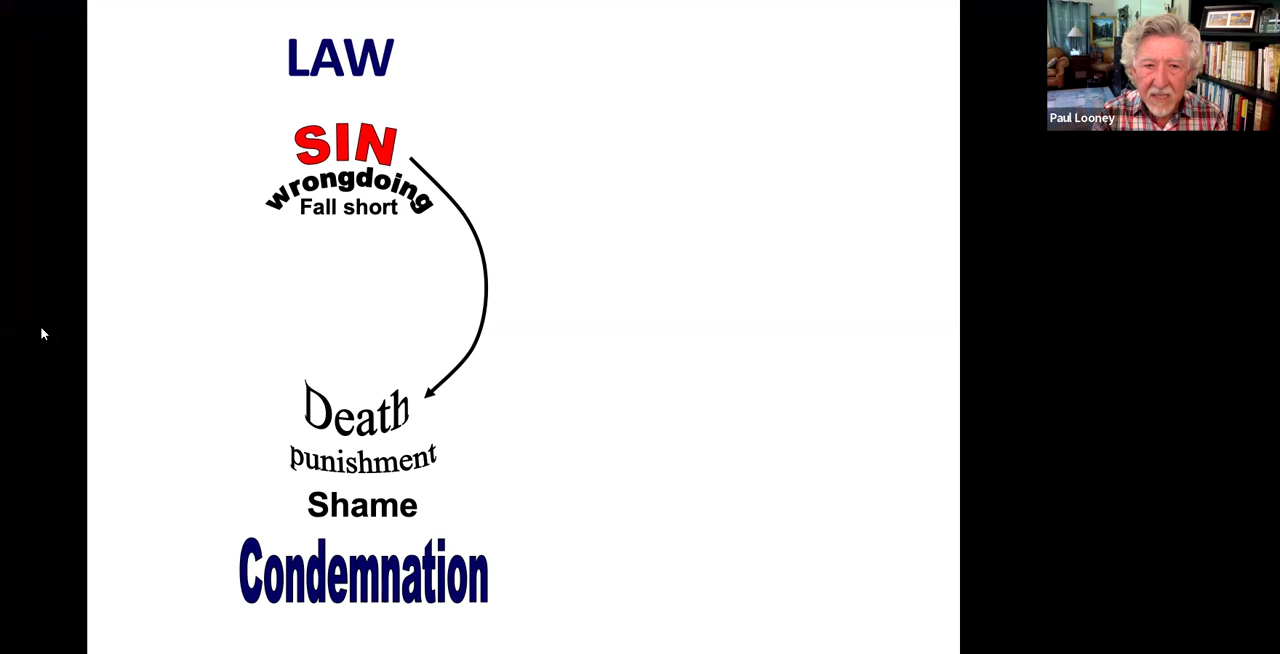 LAW
SIN
wrongdoing
Fall short
Death
punishment
Shame
Condemnation
Paul Looney